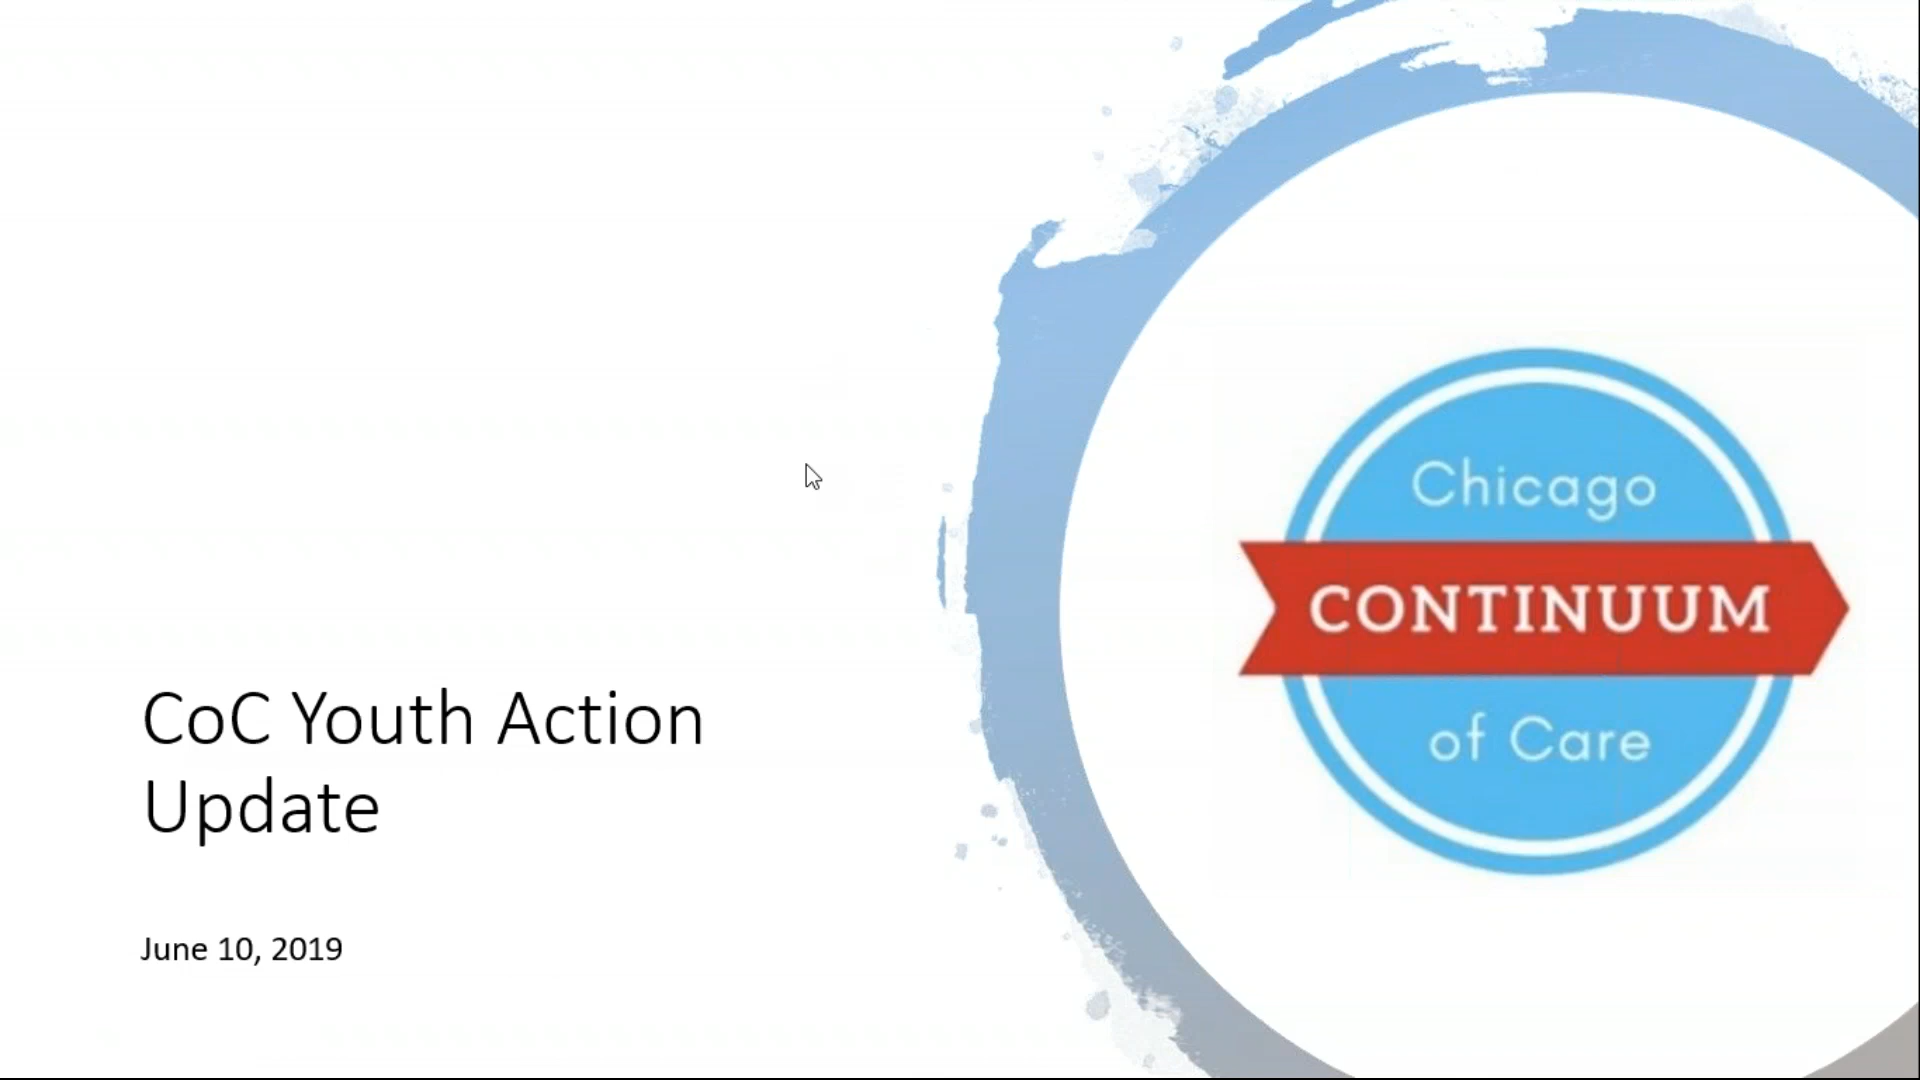 CoC Youth Action
Update
June 10, 2019
Chicago
CONTINUUM
of Care